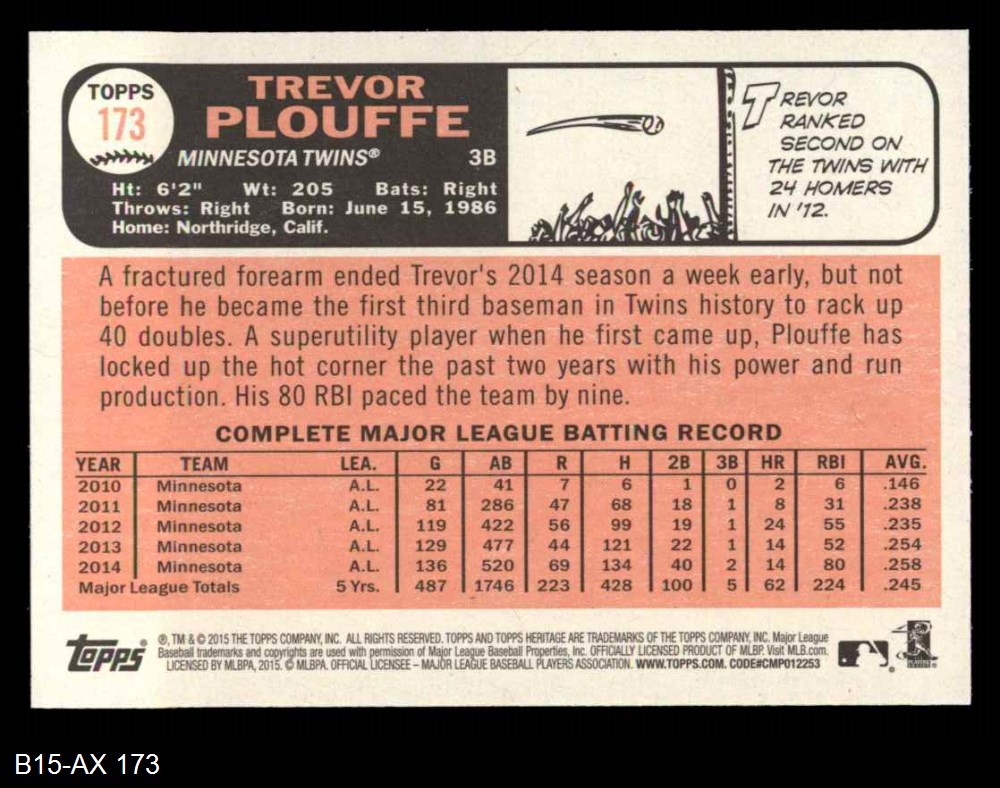 TOPPS
173
TREVOR
PLOUFFE
MINNESOTA TWINS® 3B
Ht: 6'2" Wt: 205 Bats: Right
Throws: Right Born: June 15, 1986
Home: Northridge, Calif.
TREVOR
RANKED
SECOND ON
THE TWINS WITH
24 HOMERS
IN '12.
A fractured forearm ended Trevor's 2014 season a week early, but not
before he became the first third baseman in Twins history to rack up
40 doubles. A superutility player when he first came up, Plouffe has
locked up the hot corner the past two years with his power and run
production. His 80 RBI paced the team by nine.
COMPLETE MAJOR LEAGUE BATTING RECORD
YEAR TEAM LEA. G AB R H 2B 3B HR RBI AVG.
2010 Minnesota A.L. 22 41 7 6 1 0 2 6 .146
2011 Minnesota A.L. 81 286 47 68 18 1 8 31 .238
2012 Minnesota A.L. 119 422 56 99 19 1 24 55 .235
2013 Minnesota A.L. 129 477 44 121 22 1 14 52 .254
2014 Minnesota A.L. 136 520 69 134 40 2 14 80 .258
Major League Totals 5 Yrs. 487 1746 223 428 100 5 62 224 .245
Topps®
®, TM & © 2015 THE TOPPS COMPANY, INC. ALL RIGHTS RESERVED. TOPPS AND TOPPS HERITAGE ARE TRADEMARKS OF THE TOPPS COMPANY, INC. Major League
Baseball trademarks and copyrights are used with permission of Major League Baseball Properties, Inc. OFFICIALLY LICENSED PRODUCT OF MLBP. Visit MLB.com.
LICENSED BY MLBPA, 2015. © MLBPA. OFFICIAL LICENSEE – MAJOR LEAGUE BASEBALL PLAYERS ASSOCIATION. WWW.TOPPS.COM. CODE#CMP012253
B15-AX 173